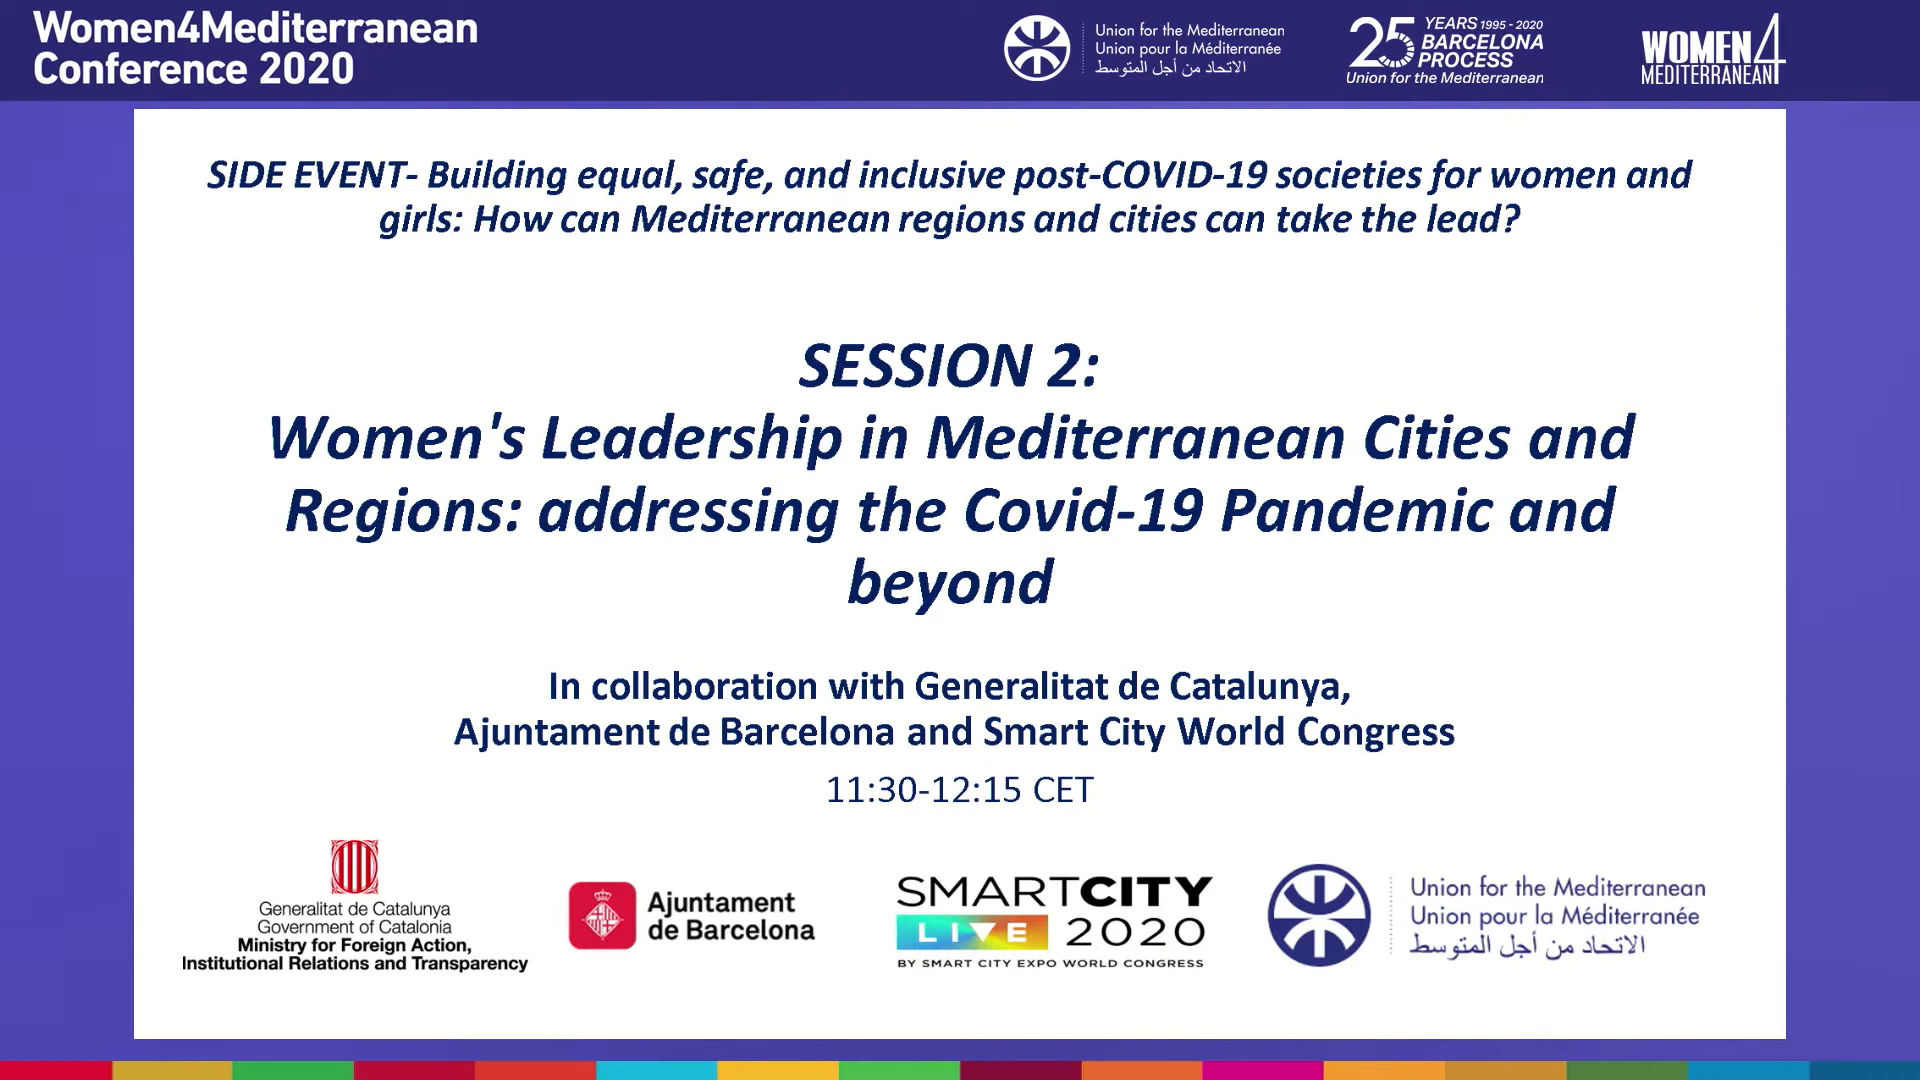 Women4Mediterranean
Conference 2020
Union for the Mediterranean
Union pour la Méditerranée
الاتحاد من أجل المتوسط
25 YEARS 1995 - 2020
BARCELONA
PROCESS
Union for the Mediterranean
WOMEN4
MEDITERRANEAN
SIDE EVENT- Building equal, safe, and inclusive post-COVID-19 societies for women and
girls: How can Mediterranean regions and cities can take the lead?
SESSION 2:
Women's Leadership in Mediterranean Cities and
Regions: addressing the Covid-19 Pandemic and
beyond
In collaboration with Generalitat de Catalunya,
Ajuntament de Barcelona and Smart City World Congress
11:30-12:15 CET
Generalitat de Catalunya
Government of Catalonia
Ministry for Foreign Action,
Institutional Relations and Transparency
Ajuntament
de Barcelona
SMARTCITY
LIVE 2020
BY SMART CITY EXPO WORLD CONGRESS
Union for the Mediterranean
Union pour la Méditerranée
الاتحاد من أجل المتوسط